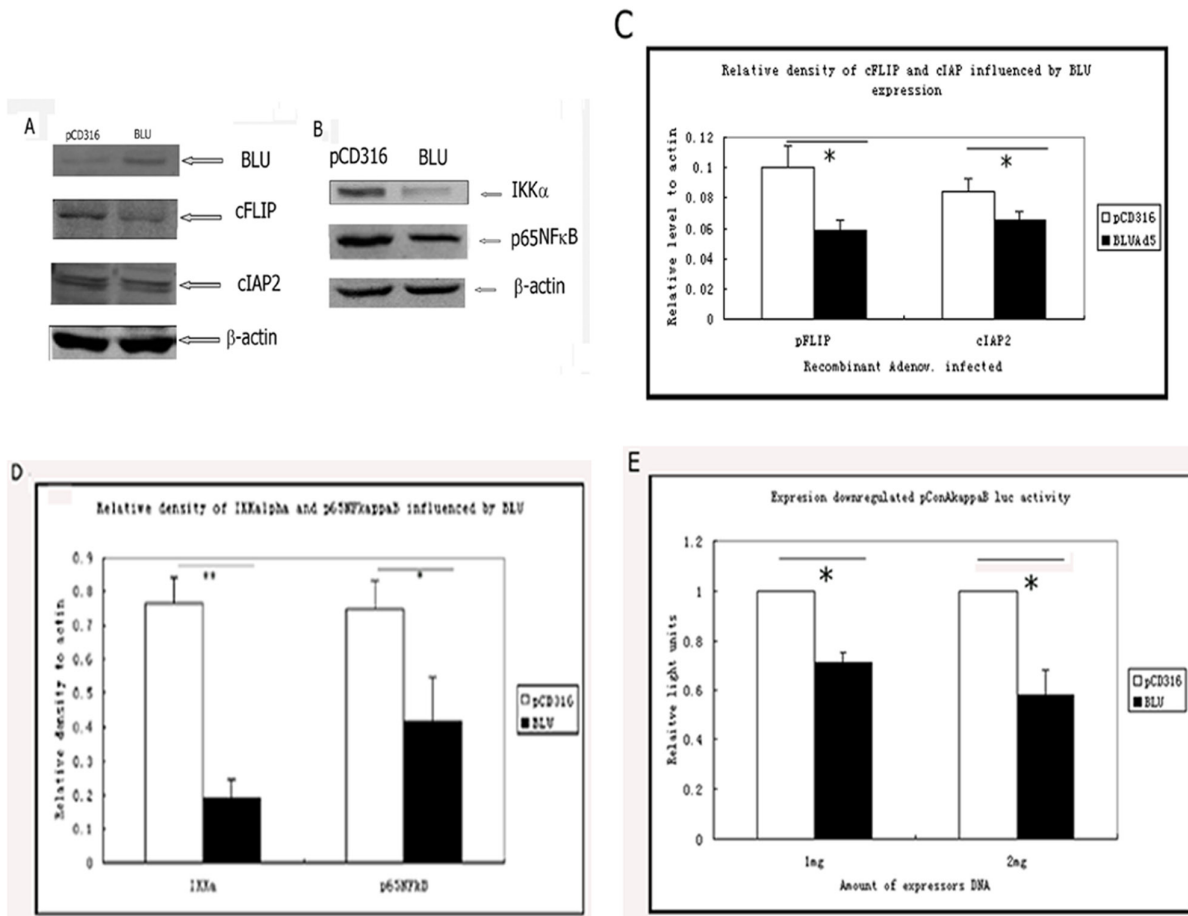 A
pCD316 BLU
BLU
cFLIP
cIAP2
β-actin
B
pCD316 BLU
IKKα
p65NFκB
β-actin
C
Relative density of cFLIP and cIAP influenced by BLU
expression
Relative level to actin
0.12
0.1
0.08
0.06
0.04
0.02
0
*
*
pFLIP cIAP2
Recombinant Adenov. infected
pCD316
BLUAd5
D
Relative density of IKKalpha and p65NFkappaB influenced by BLU
Relative density to actin
0.9
0.8
0.7
0.6
0.5
0.4
0.3
0.2
0.1
0
**
*
IKKa p65NFkB
pCD316
BLU
E
Expresion downregulated pConAkappaB luc activity
Relaitve light units
1.2
1
0.8
0.6
0.4
0.2
0
*
*
1mg 2mg
Amount of expressors DNA
pCD316
BLU